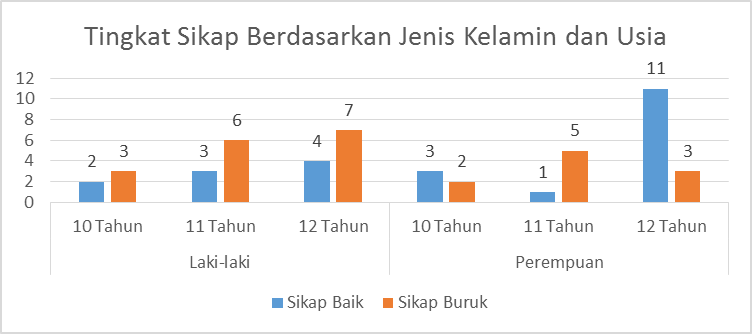 Tingkat Sikap Berdasarkan Jenis Kelamin dan Usia
12
10
8
6
4
2
0
2 3 3 6 4 7 3 2 1 5 11 3
10 Tahun 11 Tahun 12 Tahun 10 Tahun 11 Tahun 12 Tahun
Laki-laki Perempuan
Sikap Baik Sikap Buruk